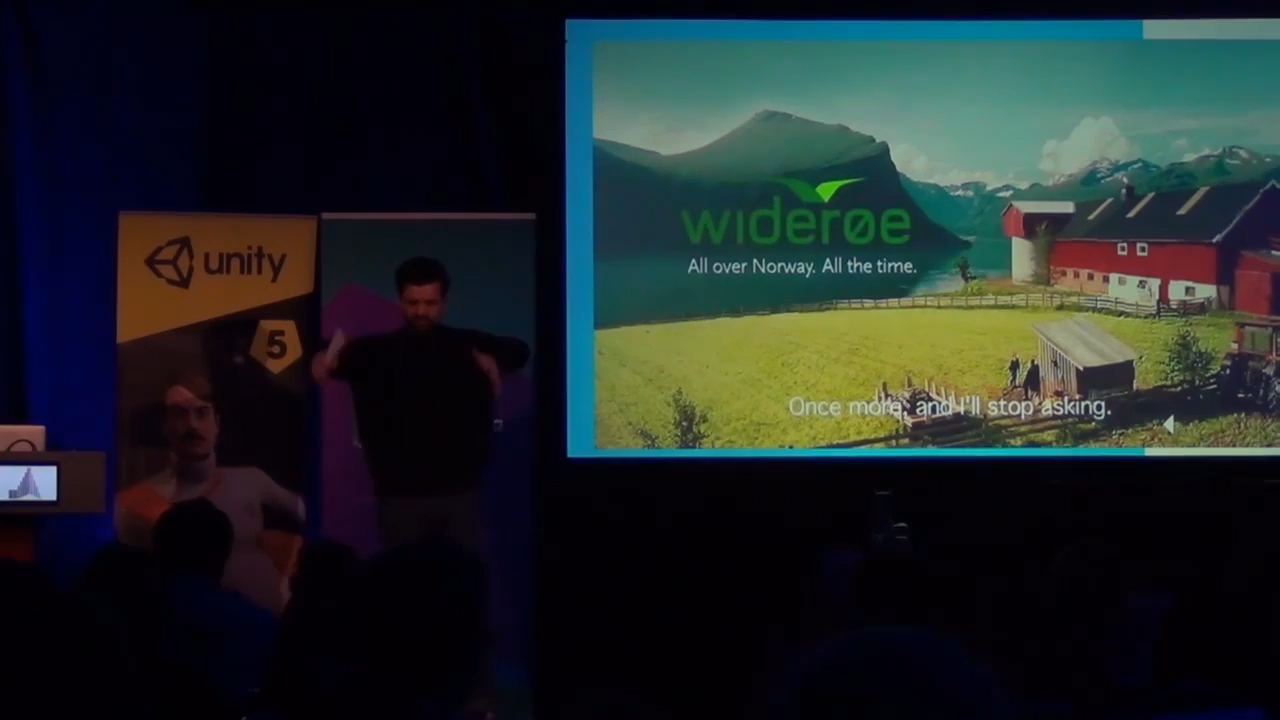 unity
5
widerøe
All over Norway. All the time.
Once more, and I'll stop asking.